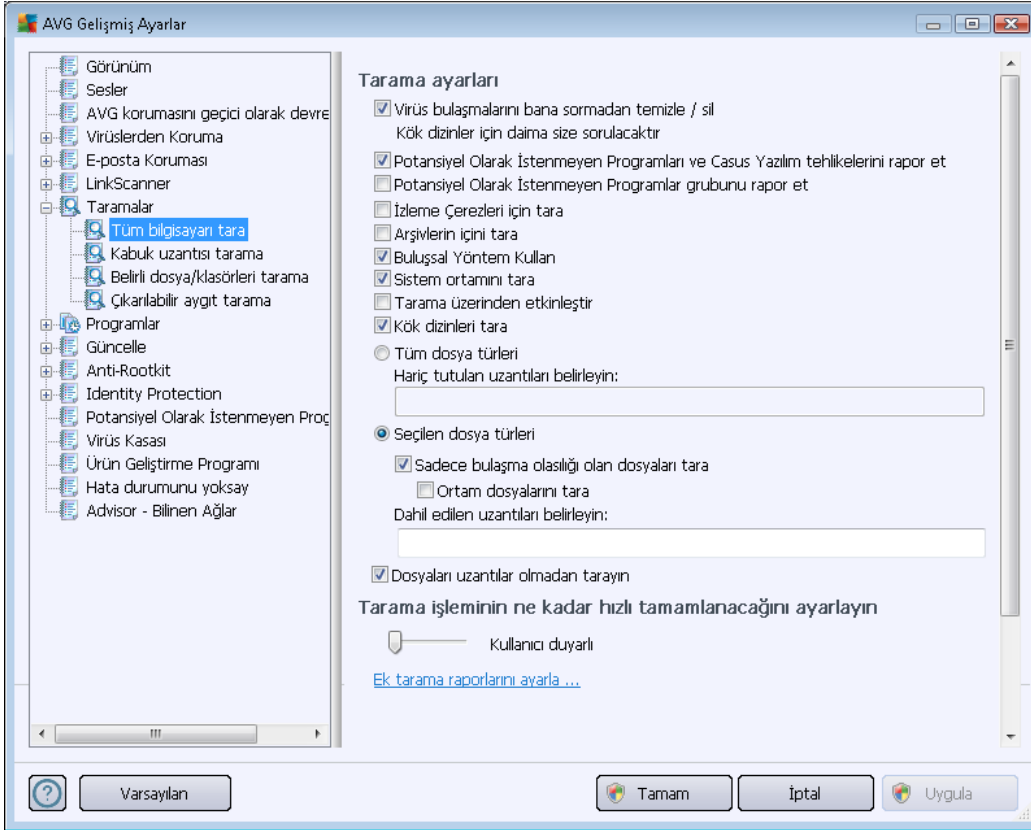 AVG Gelişmiş Ayarlar
Görünüm
Sesler
AVG korumasını geçici olarak devre
Virüslerden Koruma
E-posta Koruması
LinkScanner
Taramalar
Tüm bilgisayarı tara
Kabuk uzantısı tarama
Belirli dosya/klasörleri tarama
Çıkarılabilir aygıt tarama
Programlar
Güncelle
Anti-Rootkit
Identity Protection
Potansiyel Olarak İstenmeyen Prog
Virüs Kasası
Ürün Geliştirme Programı
Hata durumunu yoksay
Advisor - Bilinen Ağlar
Tarama ayarları
Virüs bulaşmalarını bana sormadan temizle / sil
Kök dizinler için daima size sorulacaktır
Potansiyel Olarak İstenmeyen Programları ve Casus Yazılım tehlikelerini rapor et
Potansiyel Olarak İstenmeyen Programlar grubunu rapor et
İzleme Çerezleri için tara
Arşivlerin içini tara
Buluşsal Yöntem Kullan
Sistem ortamını tara
Tarama üzerinden etkinleştir
Kök dizinleri tara
Tüm dosya türleri
Hariç tutulan uzantıları belirleyin:
Seçilen dosya türleri
Sadece bulaşma olasılığı olan dosyaları tara
Ortam dosyalarını tara
Dahil edilen uzantıları belirleyin:
Dosyaları uzantılar olmadan tarayın
Tarama işleminin ne kadar hızlı tamamlanacağını ayarlayın
Kullanıcı duyarlı
Ek tarama raporlarını ayarla ...
Varsayılan
Tamam
İptal
Uygula